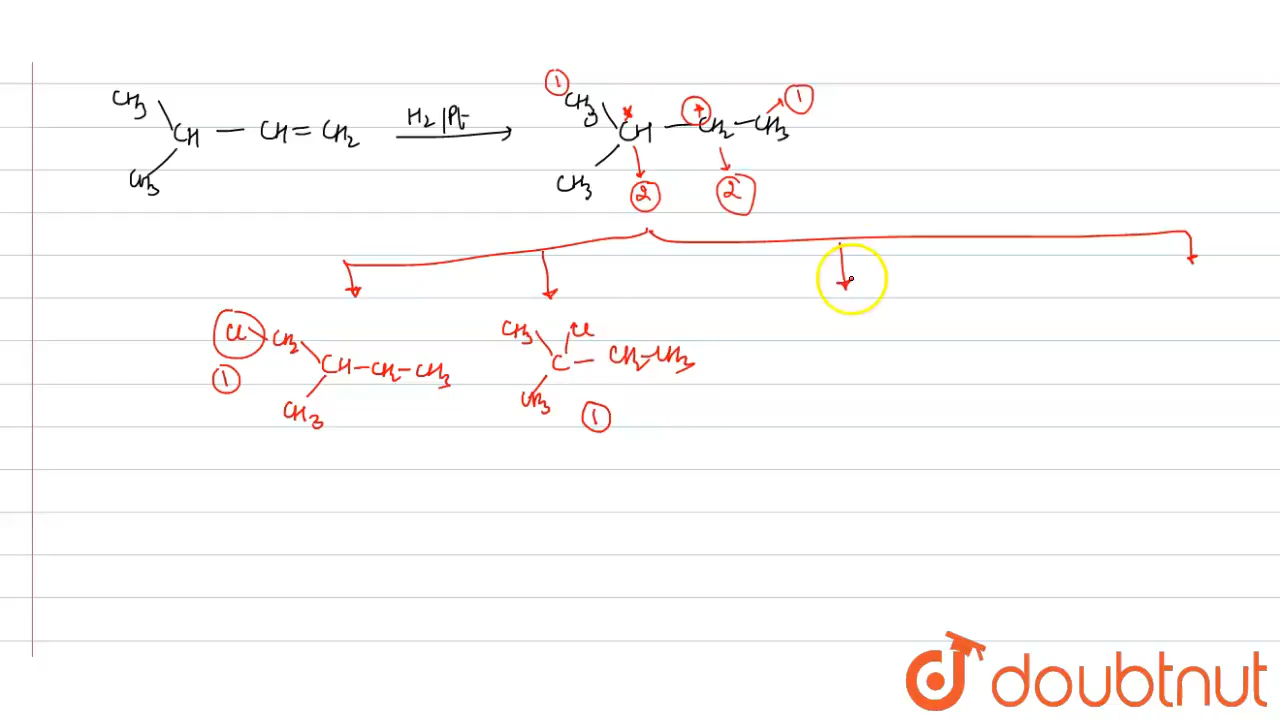 CH3 CH — CH = CH2 CH3
H2 | Pt
① CH3 * CH — + CH2 — CH3 ① CH3
② ②
Cl CH2 CH — CH2 — CH3 CH3
①
CH3 Cl C — CH2 — CH3 CH3
①
doubtnut